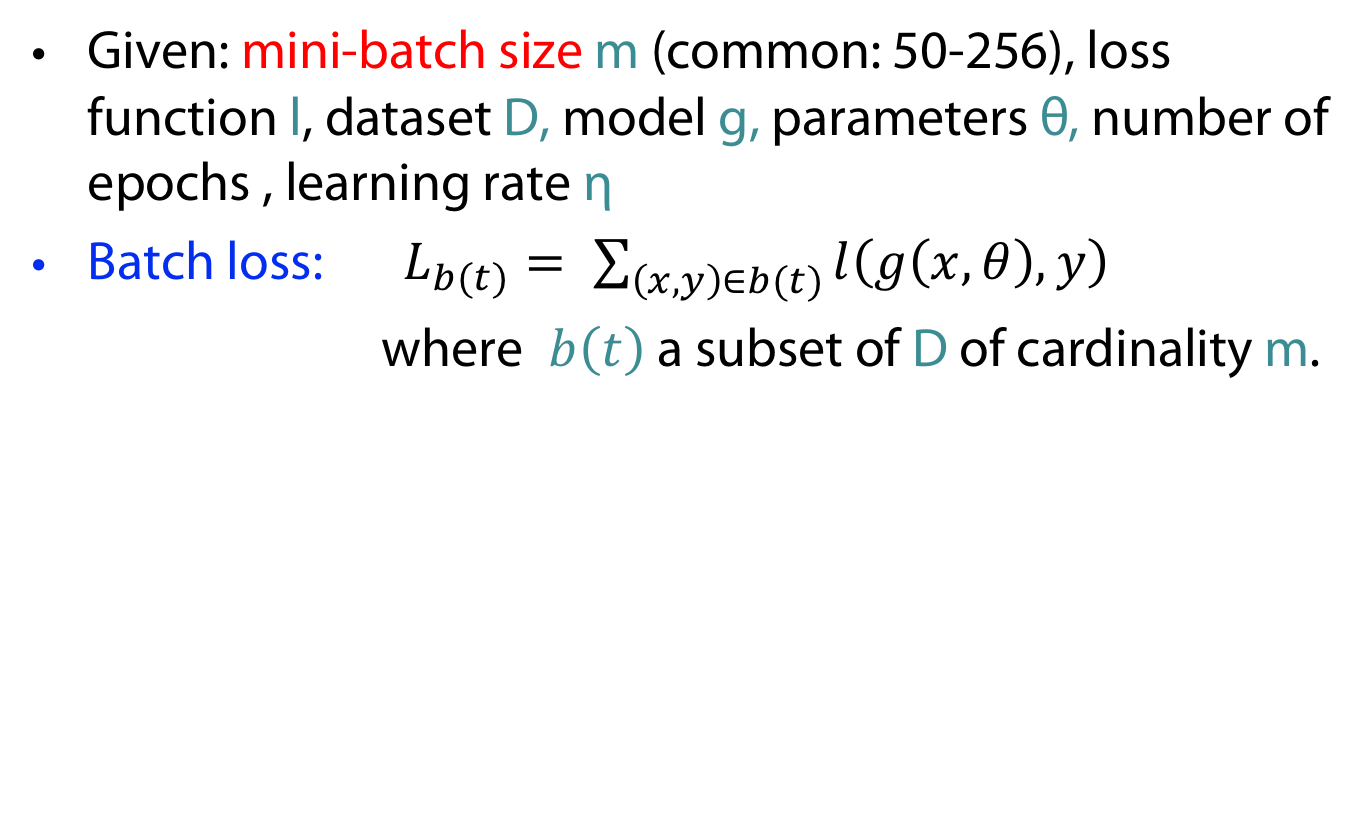 • Given: mini-batch size m (common: 50-256), loss
function l, dataset D, model g, parameters θ, number of
epochs , learning rate η
• Batch loss: L_{b(t)} = ∑_{(x,y)∈b(t)} l(g(x, θ), y)
where b(t) a subset of D of cardinality m.